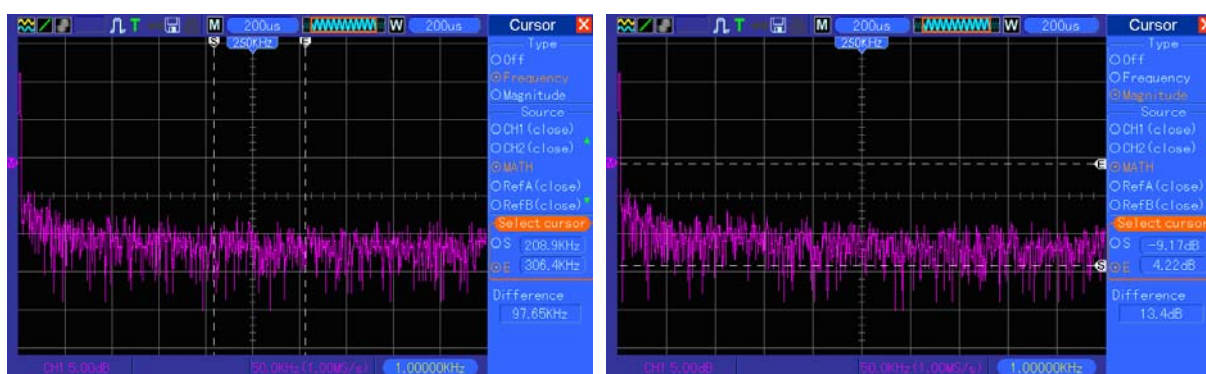 M 200us W 200us Cursor X
S 250KHz E
Type
Off
Frequency
Magnitude
Source
CH1(close)
CH2(close)
M
MATH
RefA(close)
RefB(close)
Select cursor
S 208.9KHz
E 306.4KHz
Difference
97.65KHz
CH1 5.00dB 50.0KHz(1.00MS/s) 1.00000KHz
M 200us W 200us Cursor X
250KHz
Type
Off
Frequency
Magnitude
Source
CH1(close)
CH2(close)
E
MATH
RefA(close)
RefB(close)
Select cursor
S -9.17dB
S
E 4.22dB
Difference
13.4dB
CH1 5.00dB 50.0KHz(1.00MS/s) 1.00000KHz